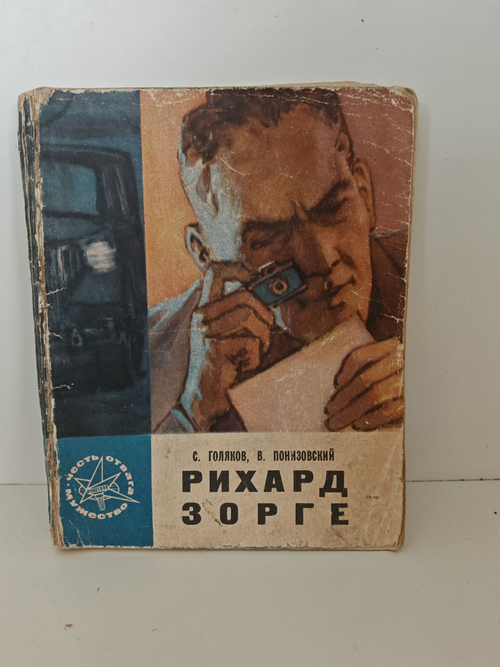 С. ГОЛЯКОВ, В. ПОНИЗОВСКИЙ
РИХАРД
ЗОРГЕ
ЧЕСТЬ·ОТВАГА·МУЖЕСТВО